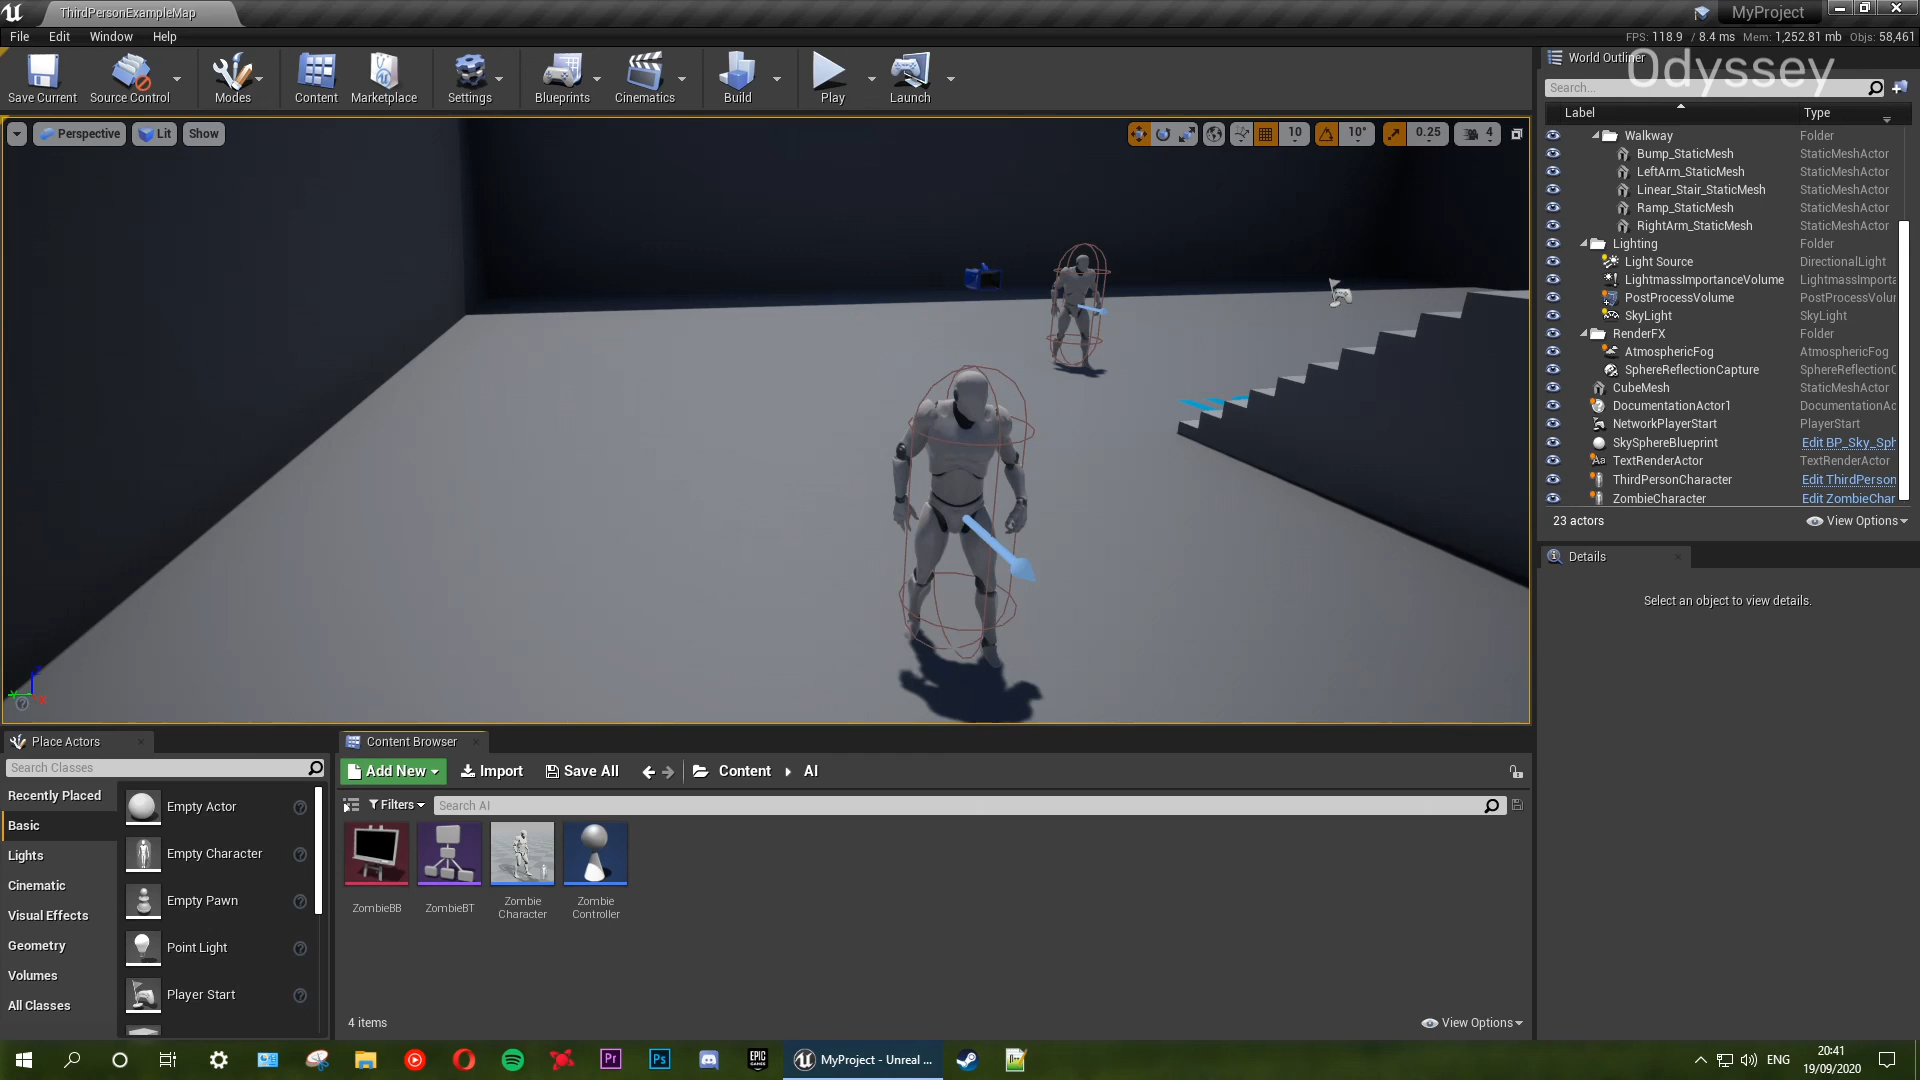 ThirdPersonExampleMap
MyProject
File Edit Window Help
FPS: 118.9 / 8.4 ms Mem: 1,252.81 mb Objs: 58,461
Save Current
Source Control
Modes
Content
Marketplace
Settings
Blueprints
Cinematics
Build
Play
Launch
World Outliner
Odyssey
Search...
Label Type
Perspective Lit Show
10 10° 0.25 4
Walkway Folder
Bump_StaticMesh StaticMeshActor
LeftArm_StaticMesh StaticMeshActor
Linear_Stair_StaticMesh StaticMeshActor
Ramp_StaticMesh StaticMeshActor
RightArm_StaticMesh StaticMeshActor
Lighting Folder
Light Source DirectionalLight
LightmassImportanceVolume LightmassImporta
PostProcessVolume PostProcessVolur
SkyLight SkyLight
RenderFX Folder
AtmosphericFog AtmosphericFog
SphereReflectionCapture SphereReflectionC
CubeMesh StaticMeshActor
DocumentationActor1 DocumentationAc
NetworkPlayerStart PlayerStart
SkySphereBlueprint Edit BP_Sky_Sph
TextRenderActor TextRenderActor
ThirdPersonCharacter Edit ThirdPerson
ZombieCharacter Edit ZombieChar
23 actors View Options
Details
Select an object to view details.
Place Actors
Search Classes
Recently Placed
Basic
Lights
Cinematic
Visual Effects
Geometry
Volumes
All Classes
Empty Actor
Empty Character
Empty Pawn
Point Light
Player Start
Content Browser
Add New Import Save All Content AI
Filters Search AI
ZombieBB
ZombieBT
Zombie
Character
Zombie
Controller
4 items View Options
Pr
Ps
EPIC
GAMES
MyProject - Unreal ...
ENG
20:41
19/09/2020